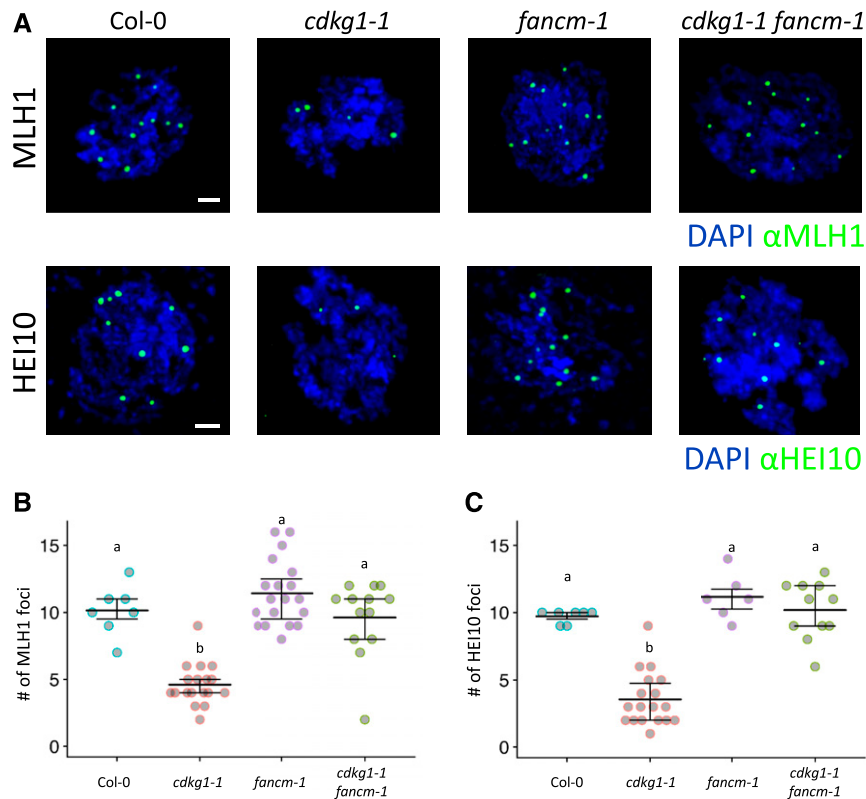 A
Col-0 cdkg1-1 fancm-1 cdkg1-1 fancm-1
MLH1
DAPI αMLH1
HEI10
DAPI αHEI10
B
# of MLH1 foci
15
10
5
0
a
b
a
a
Col-0 cdkg1-1 fancm-1 cdkg1-1
fancm-1
C
# of HEI10 foci
15
10
5
0
a
b
a
a
Col-0 cdkg1-1 fancm-1 cdkg1-1
fancm-1